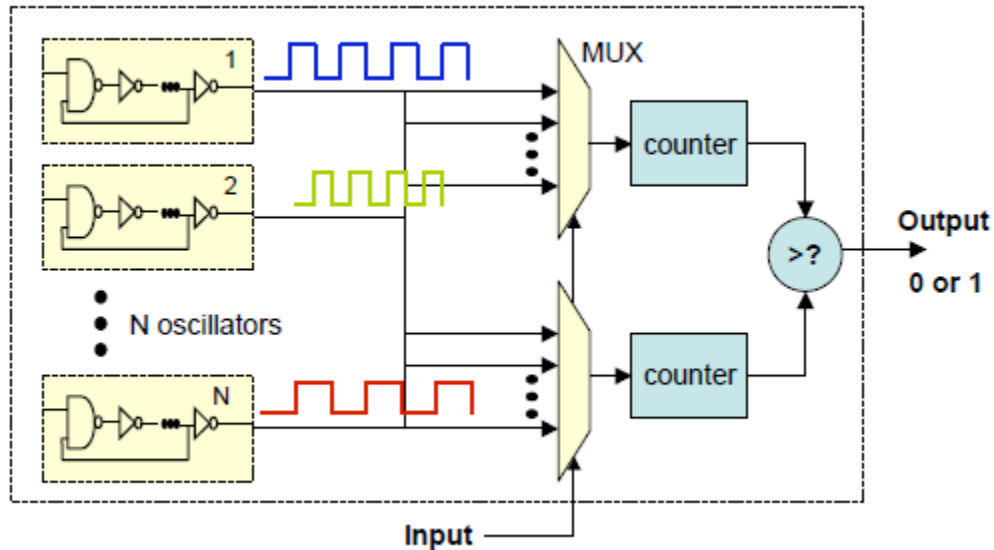 1
MUX
counter
2
Output
>?
0 or 1
N oscillators
counter
N
Input